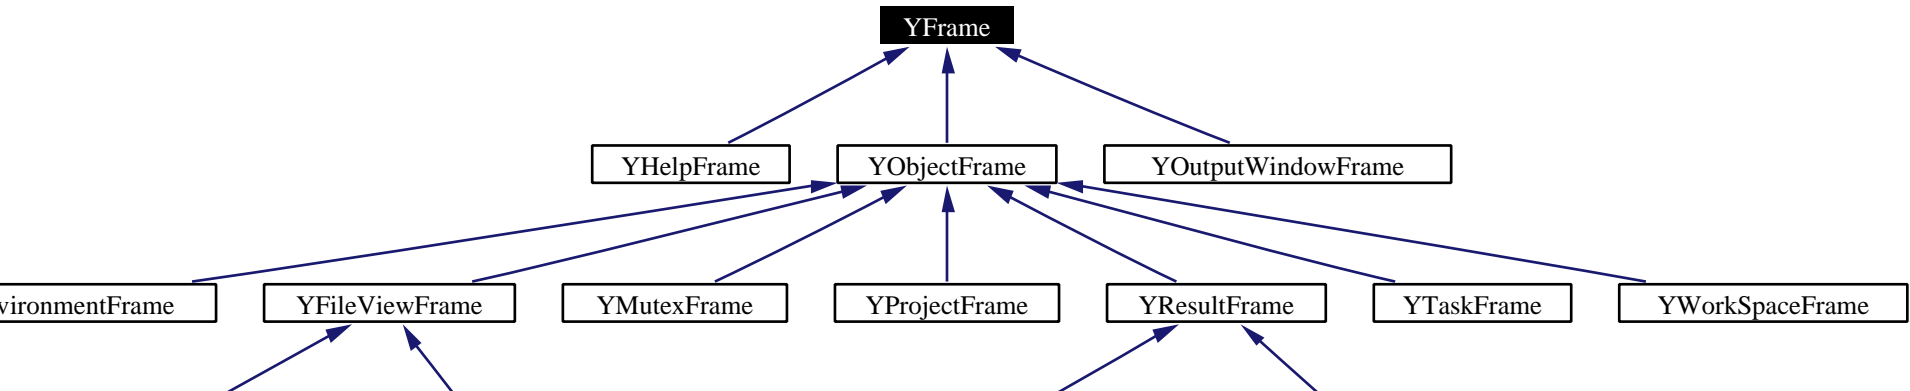 YFrame
YHelpFrame
YObjectFrame
YOutputWindowFrame
vironmentFrame
YFileViewFrame
YMutexFrame
YProjectFrame
YResultFrame
YTaskFrame
YWorkSpaceFrame